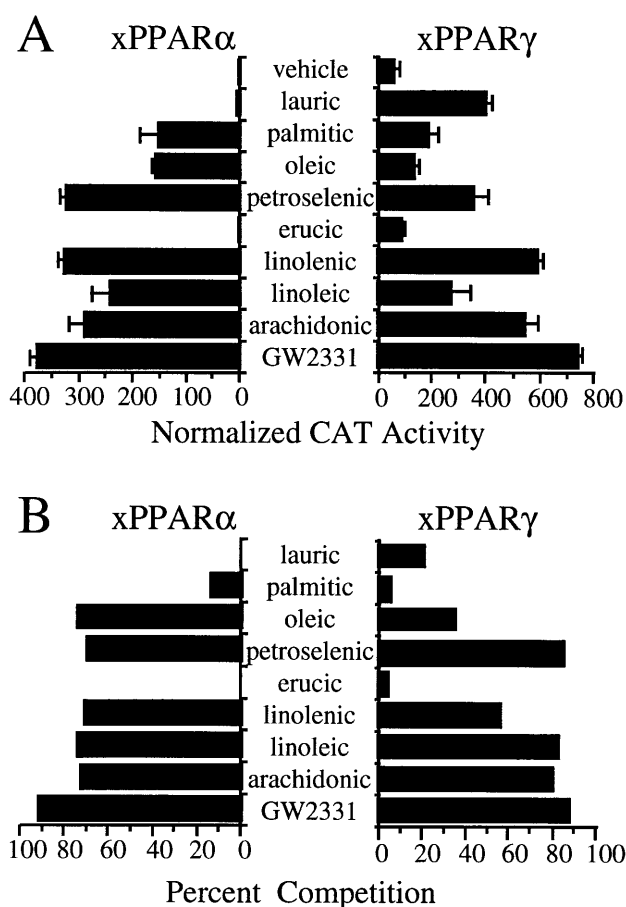 A
xPPARα xPPARγ
vehicle
lauric
palmitic
oleic
petroselenic
erucic
linolenic
linoleic
arachidonic
GW2331
400 300 200 100 0 0 200 400 600 800
Normalized CAT Activity
B
xPPARα xPPARγ
lauric
palmitic
oleic
petroselenic
erucic
linolenic
linoleic
arachidonic
GW2331
100 80 60 40 20 0 0 20 40 60 80 100
Percent Competition